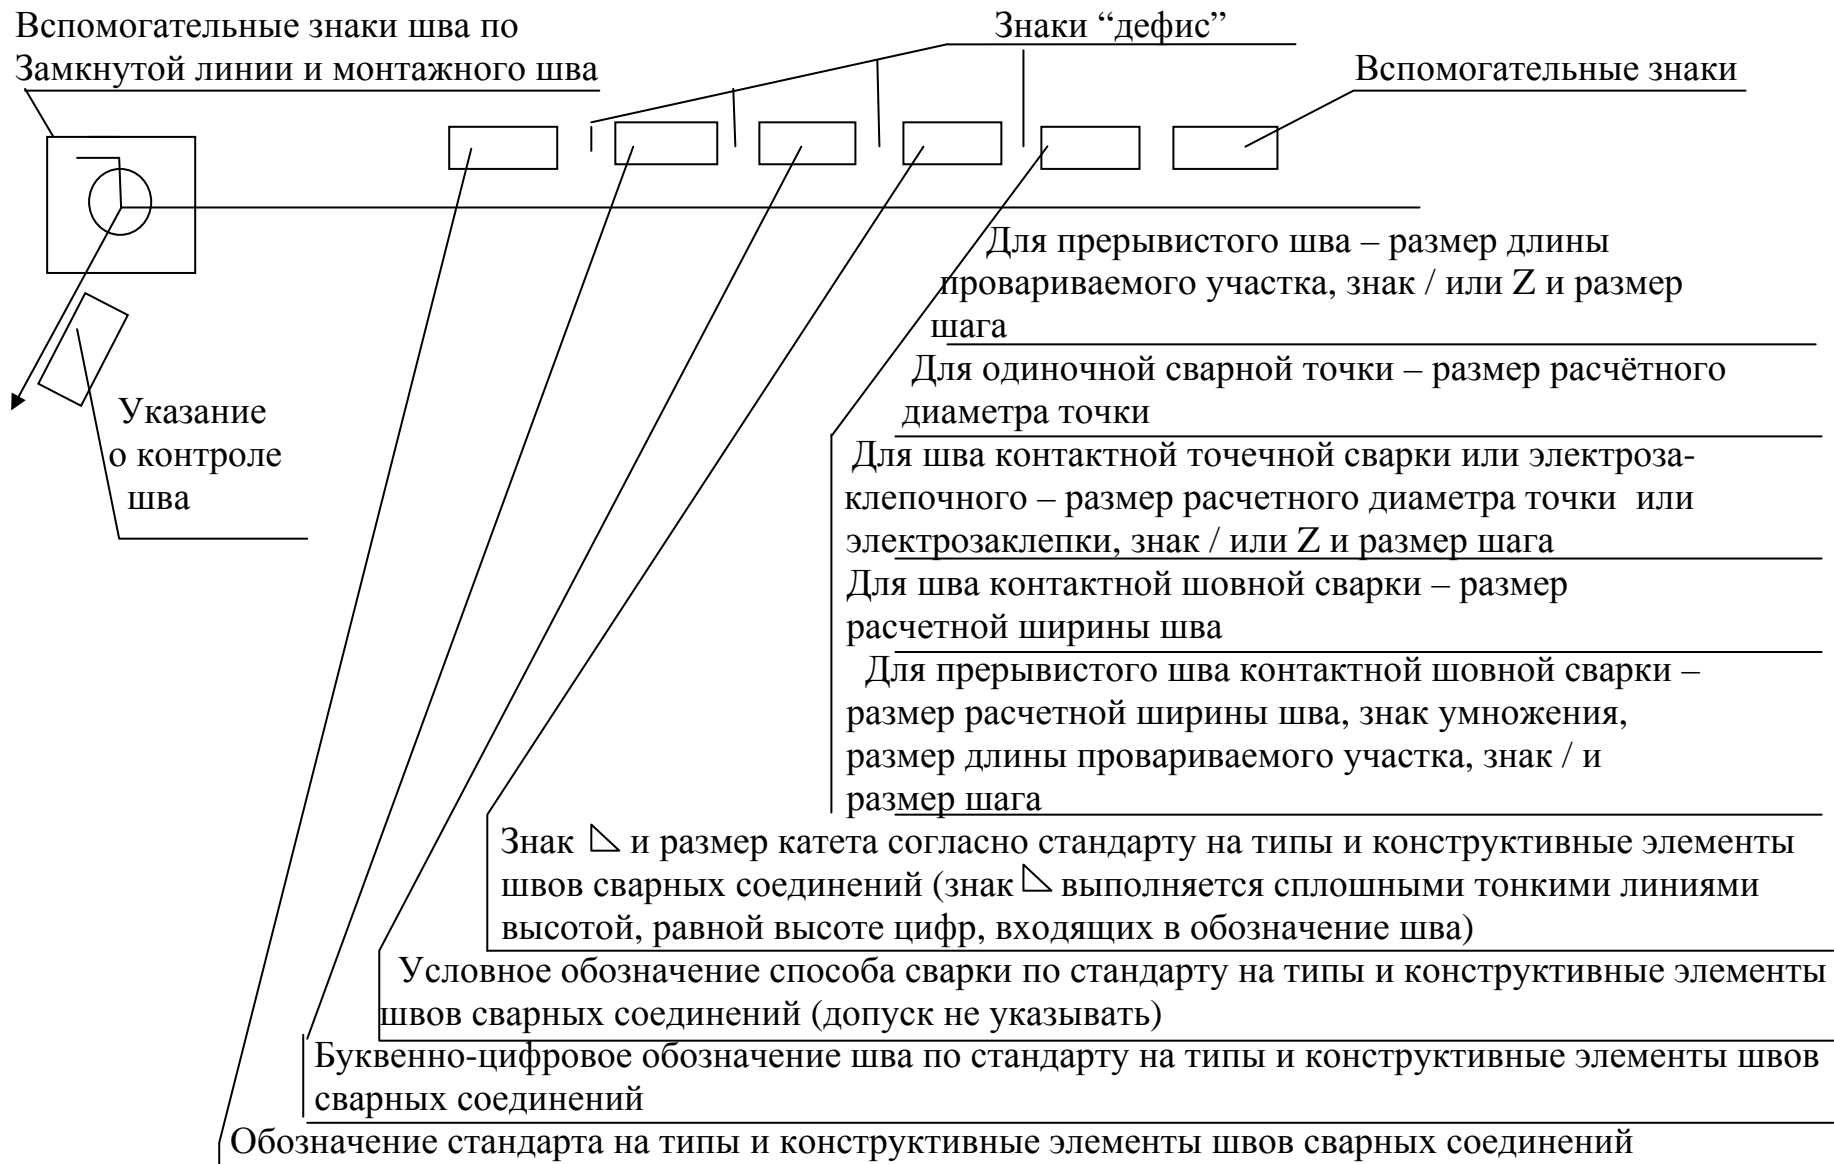 Вспомогательные знаки шва по
Замкнутой линии и монтажного шва
Знаки “дефис”
Вспомогательные знаки
Указание
о контроле
шва
Для прерывистого шва – размер длины
провариваемого участка, знак / или Z и размер
шага
Для одиночной сварной точки – размер расчётного
диаметра точки
Для шва контактной точечной сварки или электроза-
клепочного – размер расчетного диаметра точки или
электрозаклепки, знак / или Z и размер шага
Для шва контактной шовной сварки – размер
расчетной ширины шва
Для прерывистого шва контактной шовной сварки –
размер расчетной ширины шва, знак умножения,
размер длины провариваемого участка, знак / и
размер шага
Знак ◺ и размер катета согласно стандарту на типы и конструктивные элементы
швов сварных соединений (знак ◺ выполняется сплошными тонкими линиями
высотой, равной высоте цифр, входящих в обозначение шва)
Условное обозначение способа сварки по стандарту на типы и конструктивные элементы
швов сварных соединений (допуск не указывать)
Буквенно-цифровое обозначение шва по стандарту на типы и конструктивные элементы швов
сварных соединений
Обозначение стандарта на типы и конструктивные элементы швов сварных соединений